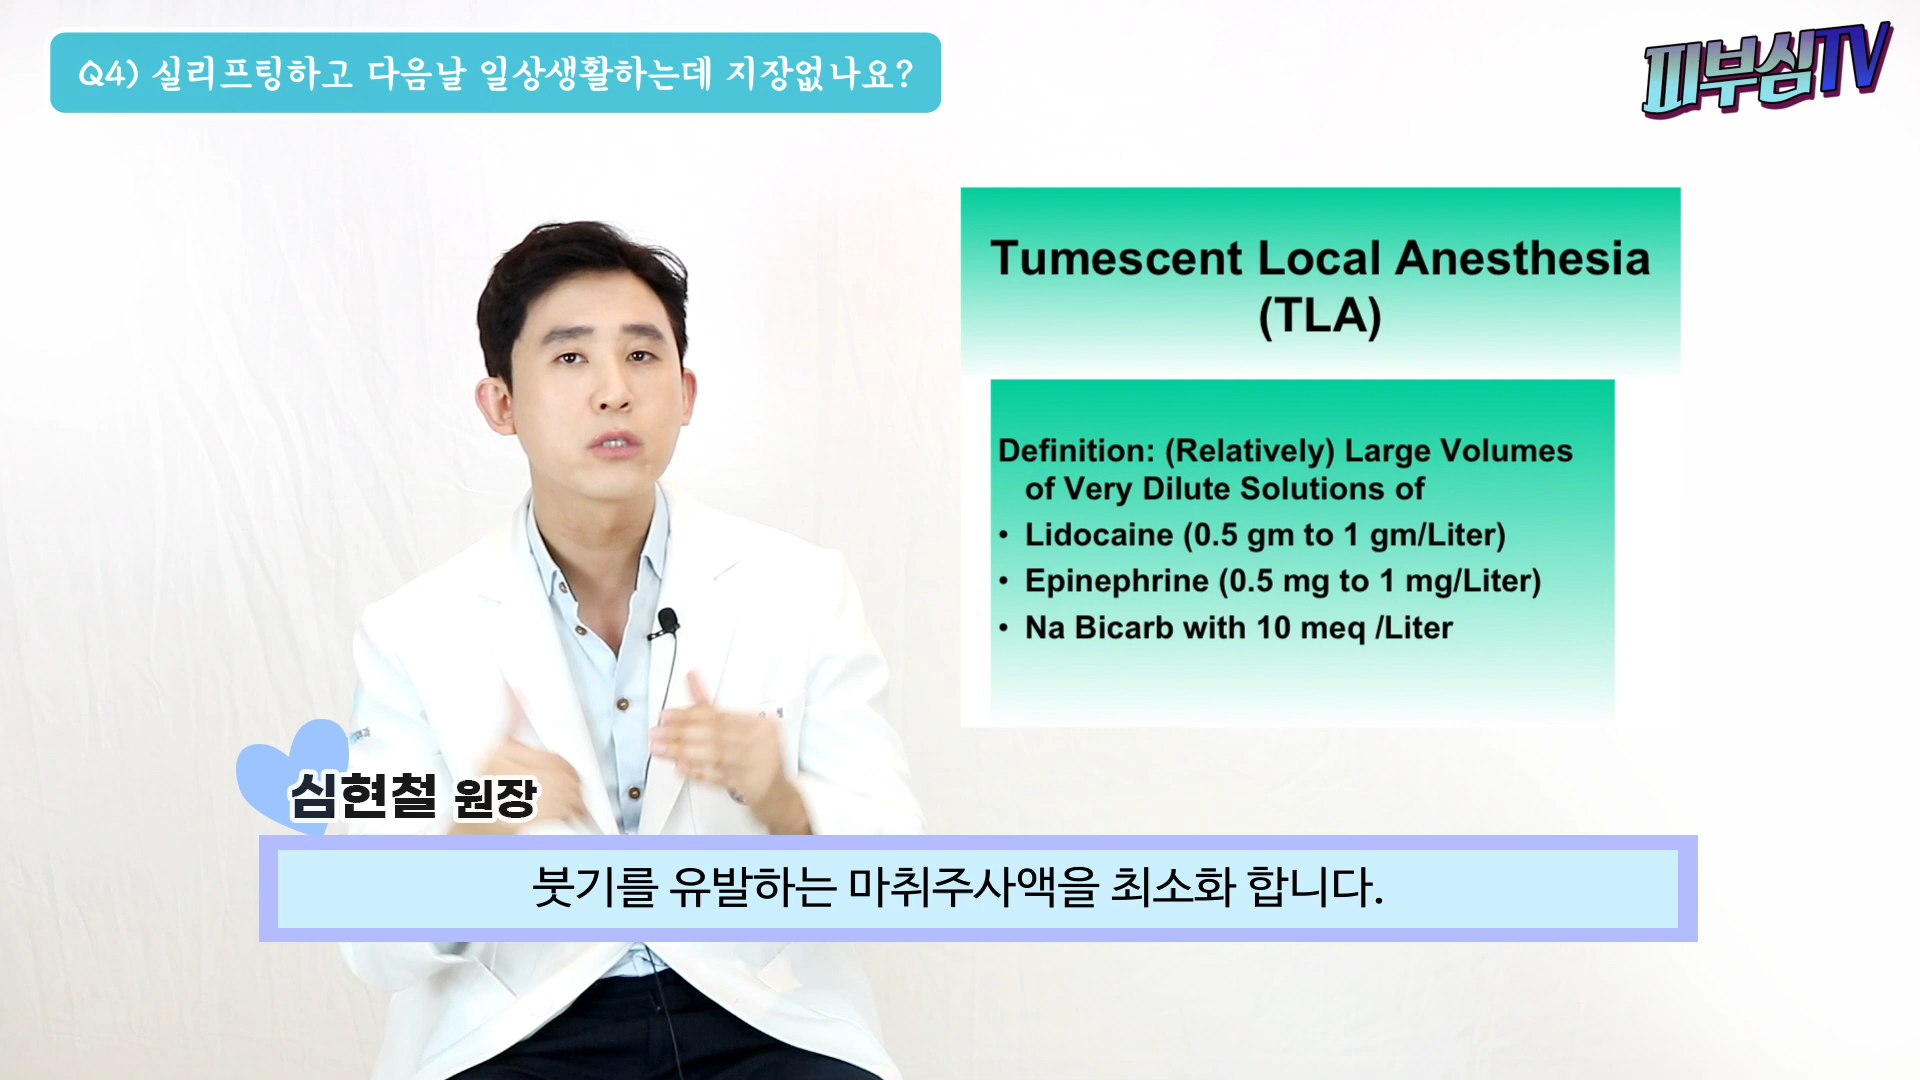 Q4) 실리프팅하고 다음날 일상생활하는데 지장없나요?
피부심TV
Tumescent Local Anesthesia
(TLA)
Definition: (Relatively) Large Volumes
of Very Dilute Solutions of
• Lidocaine (0.5 gm to 1 gm/Liter)
• Epinephrine (0.5 mg to 1 mg/Liter)
• Na Bicarb with 10 meq /Liter
심현철 원장
붓기를 유발하는 마취주사액을 최소화 합니다.